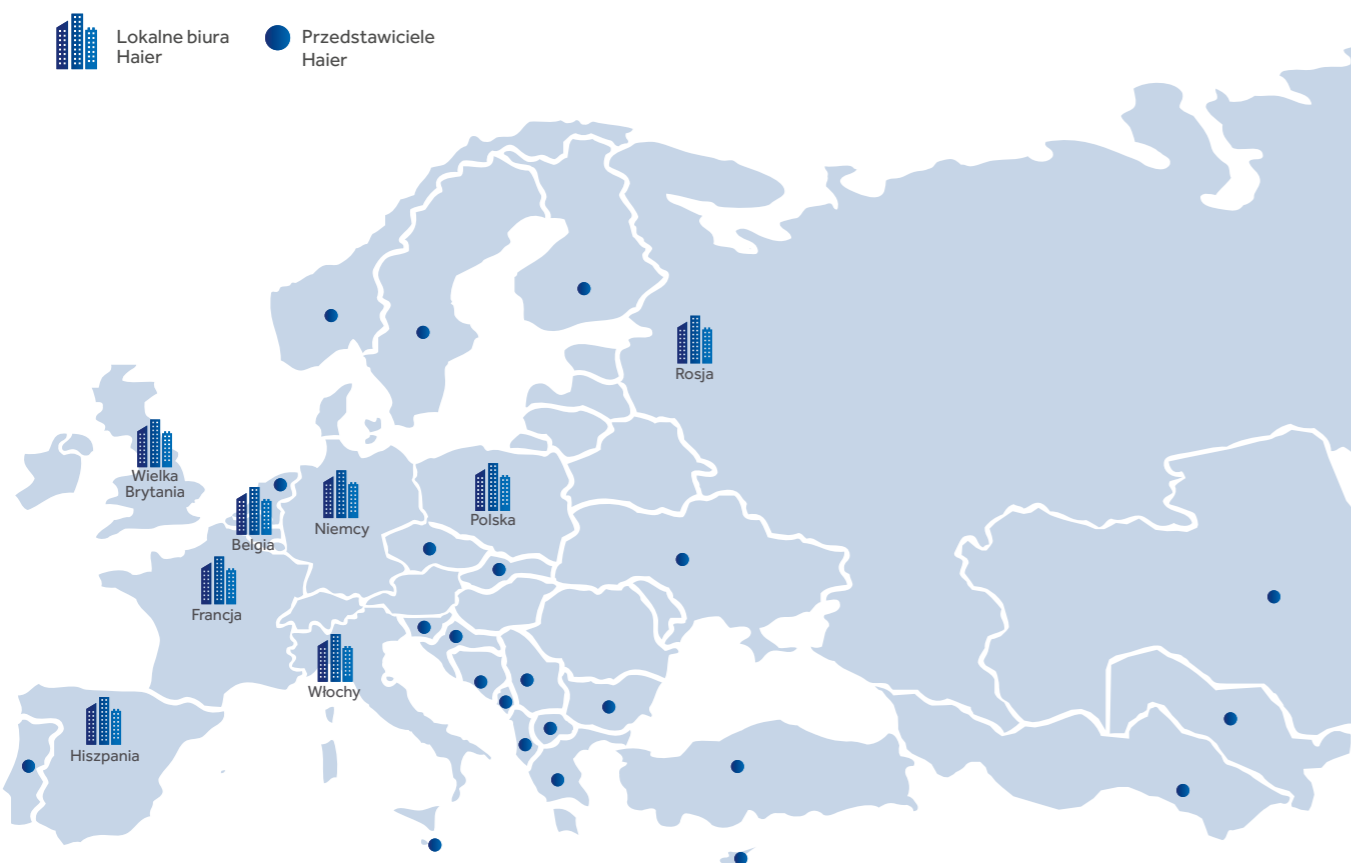 Lokalne biura
Haier
Przedstawiciele
Haier
Rosja
Wielka
Brytania
Belgia
Niemcy
Polska
Francja
Włochy
Hiszpania